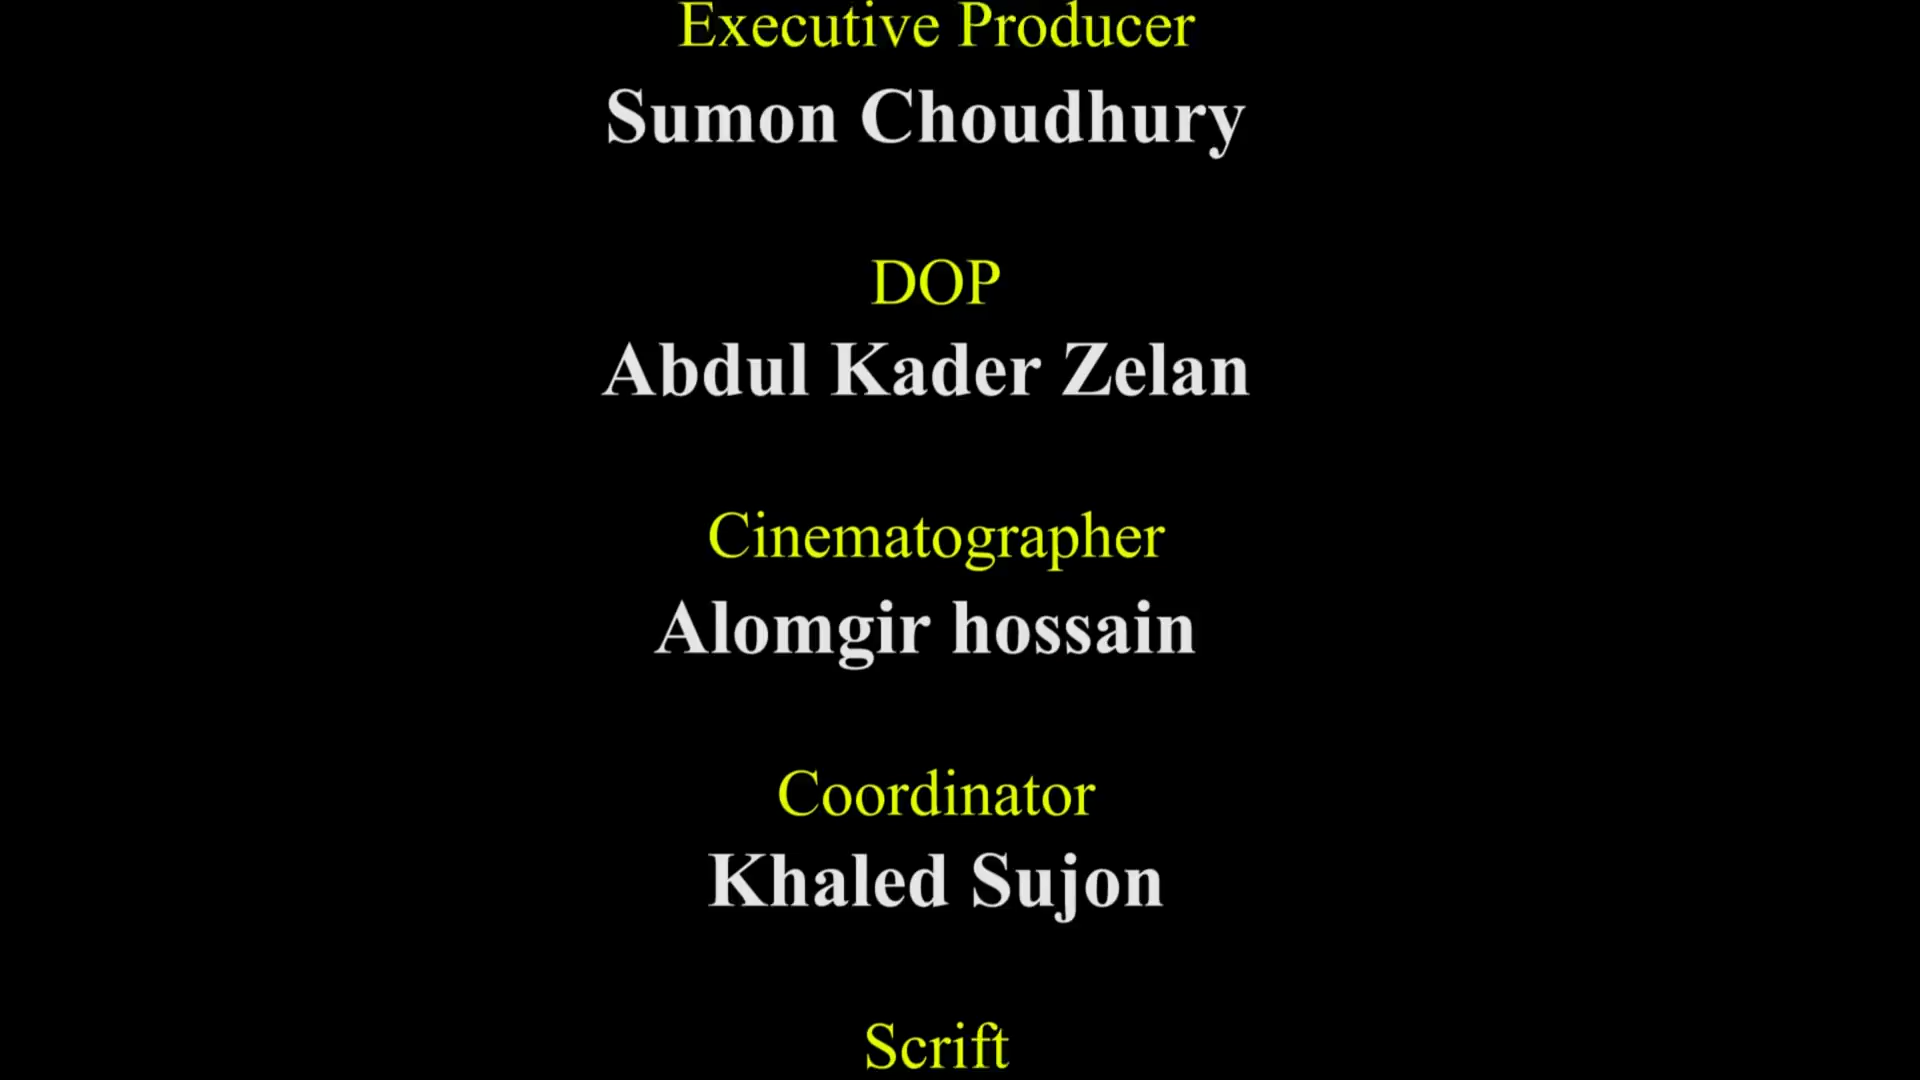 Executive Producer
Sumon Choudhury
DOP
Abdul Kader Zelan
Cinematographer
Alomgir hossain
Coordinator
Khaled Sujon
Scrift